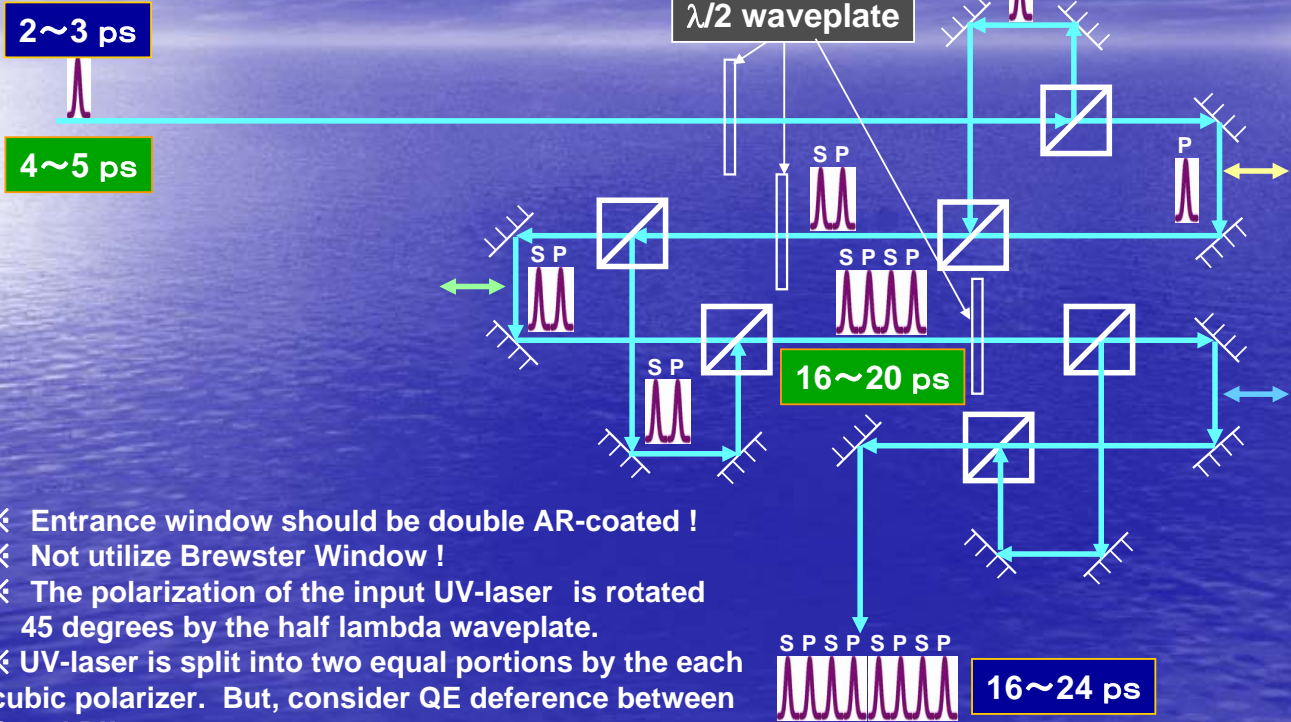 2~3 ps
λ/2 waveplate
4~5 ps
S P
P
S P
S P S P
S P
16~20 ps
※ Entrance window should be double AR-coated !
※ Not utilize Brewster Window !
※ The polarization of the input UV-laser is rotated
45 degrees by the half lambda waveplate.
※ UV-laser is split into two equal portions by the each
cubic polarizer. But, consider QE deference between
S P S P S P S P
16~24 ps